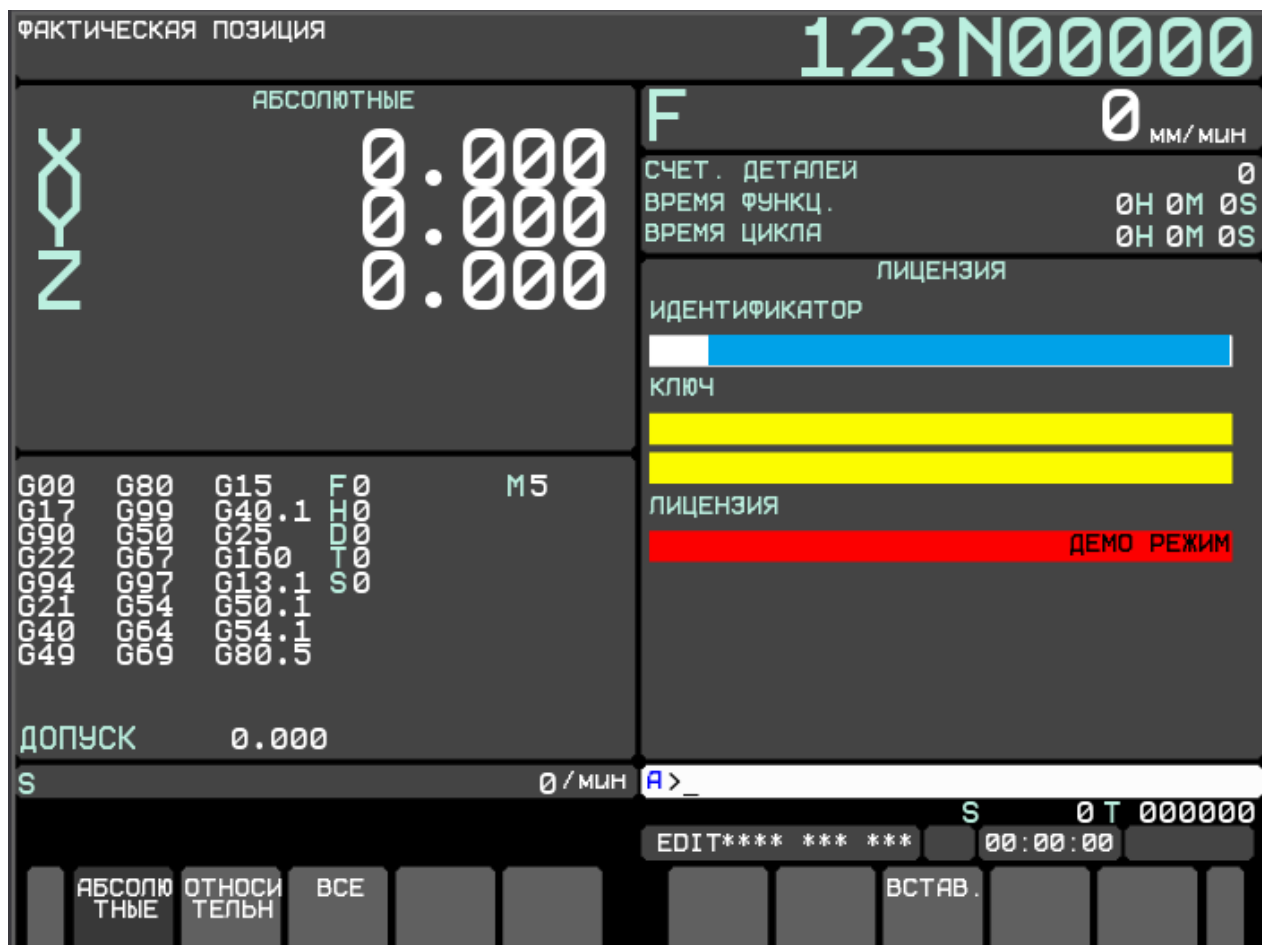 ФАКТИЧЕСКАЯ ПОЗИЦИЯ
123N00000
АБСОЛЮТНЫЕ
X 0.000
Y 0.000
Z 0.000
F 0 мм/мин
СЧЕТ. ДЕТАЛЕЙ 0
ВРЕМЯ ФУНКЦ. 0H 0M 0S
ВРЕМЯ ЦИКЛА 0H 0M 0S
ЛИЦЕНЗИЯ
ИДЕНТИФИКАТОР
КЛЮЧ
ЛИЦЕНЗИЯ
ДЕМО РЕЖИМ
G00 G80 G15 F0 M5
G17 G99 G40.1 H0
G90 G50 G25 D0
G22 G67 G160 T0
G94 G97 G13.1 S0
G21 G54 G50.1
G40 G64 G54.1
G49 G69 G80.5
ДОПУСК 0.000
S 0/мин
A>_
S 0 T 000000
EDIT**** *** *** 00:00:00
АБСОЛЮ ОТНОСИ ВСЕ ВСТАВ.
ТНЫЕ ТЕЛЬН